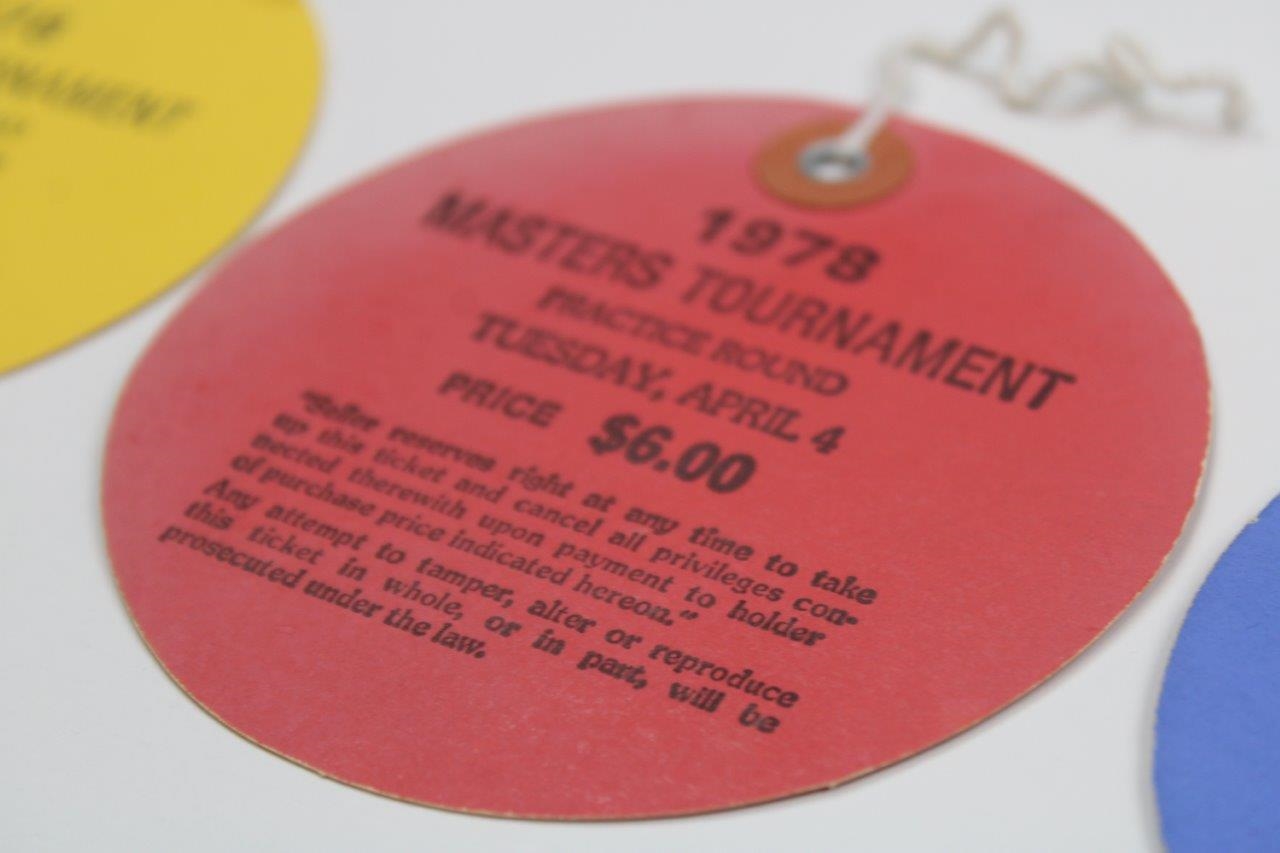 NAMENT
1978
MASTERS TOURNAMENT
PRACTICE ROUND
TUESDAY, APRIL 4
PRICE $6.00
"Seller reserves right at any time to take
up this ticket and cancel all privileges con-
nected therewith upon payment to holder
of purchase price indicated hereon."
Any attempt to tamper, alter or reproduce
this ticket in whole, or in part, will be
prosecuted under the law.